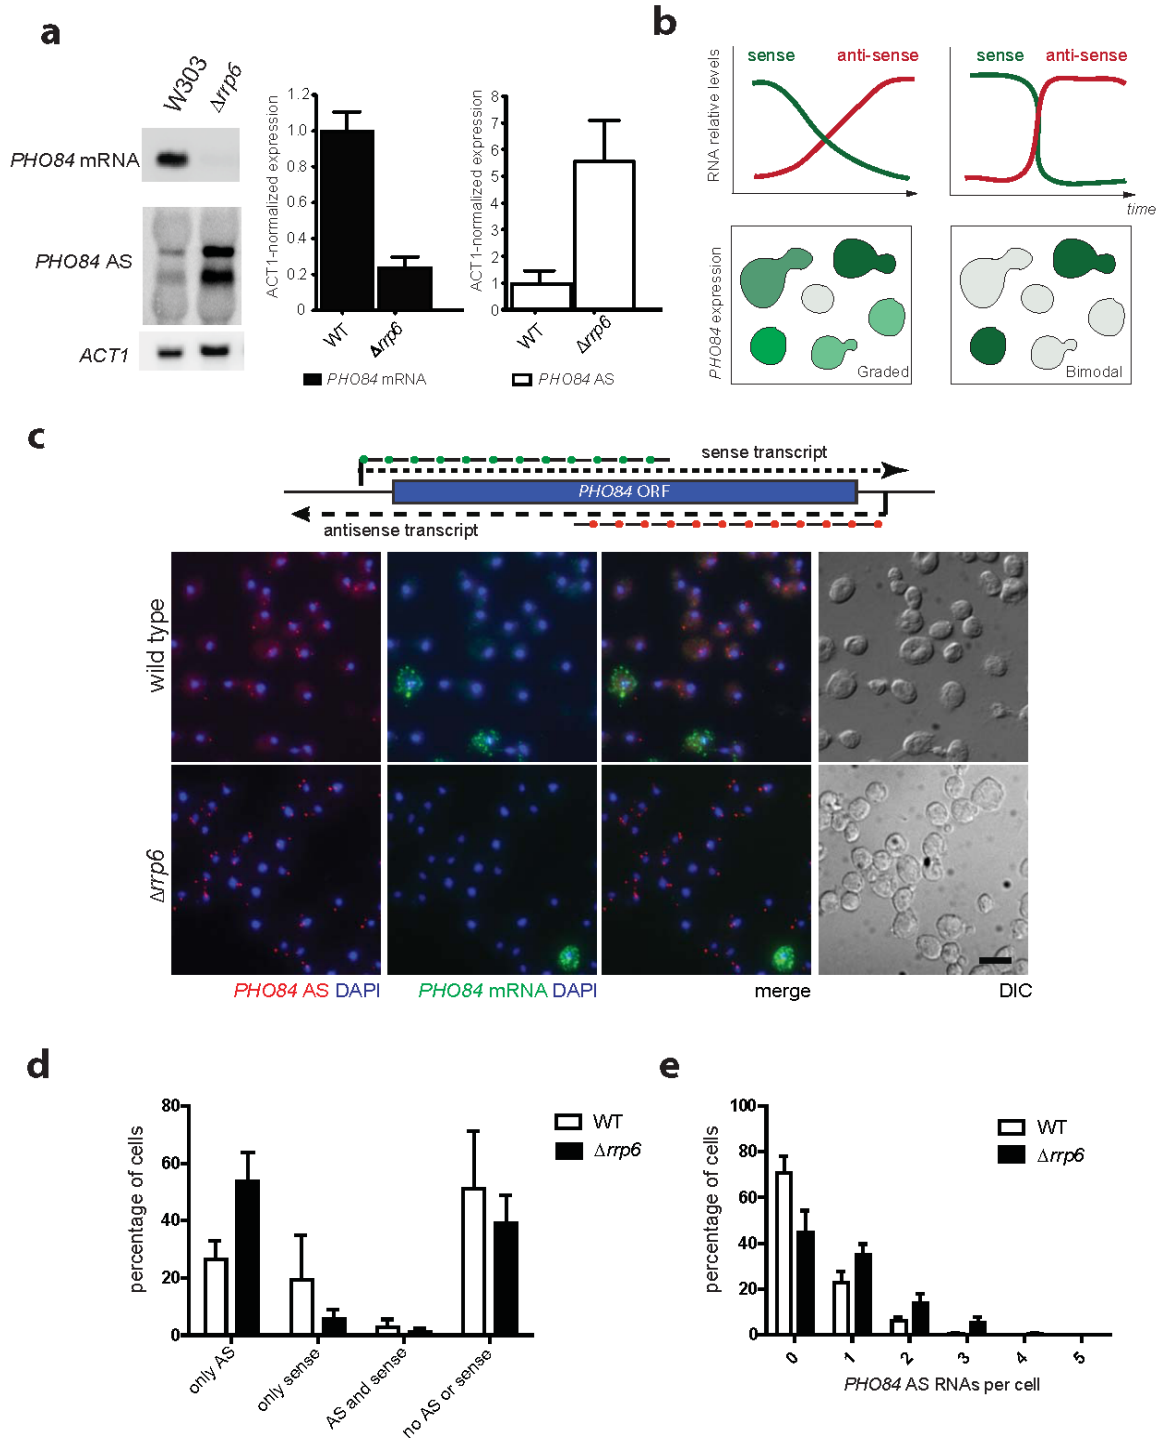 a
W303
Δrrp6
PHO84 mRNA
PHO84 AS
ACT1
ACT1-normalized expression
1.2
1.0
0.8
0.6
0.4
0.2
0
WT
Δrrp6
PHO84 mRNA
ACT1-normalized expression
8
7
6
5
4
3
2
1
0
WT
Δrrp6
PHO84 AS
b
RNA relative levels
sense
anti-sense
sense
anti-sense
time
PHO84 expression
Graded
Bimodal
c
sense transcript
PHO84 ORF
antisense transcript
wild type
Δrrp6
PHO84 AS DAPI
PHO84 mRNA DAPI
merge
DIC
d
percentage of cells
80
60
40
20
0
WT
Δrrp6
only AS
only sense
AS and sense
no AS or sense
e
percentage of cells
100
80
60
40
20
0
WT
Δrrp6
0
1
2
3
4
5
PHO84 AS RNAs per cell